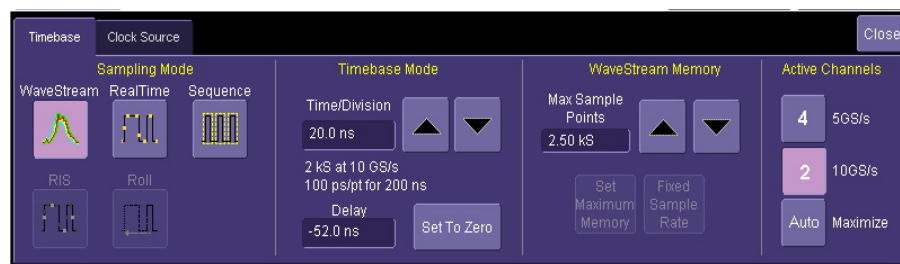 Timebase Clock Source Close
Sampling Mode
WaveStream RealTime Sequence
RIS Roll
Timebase Mode
Time/Division
20.0 ns
2 kS at 10 GS/s
100 ps/pt for 200 ns
Delay
-52.0 ns Set To Zero
WaveStream Memory
Max Sample
Points
2.50 kS
Set
Maximum
Memory
Fixed
Sample
Rate
Active Channels
4 5GS/s
2 10GS/s
Auto Maximize